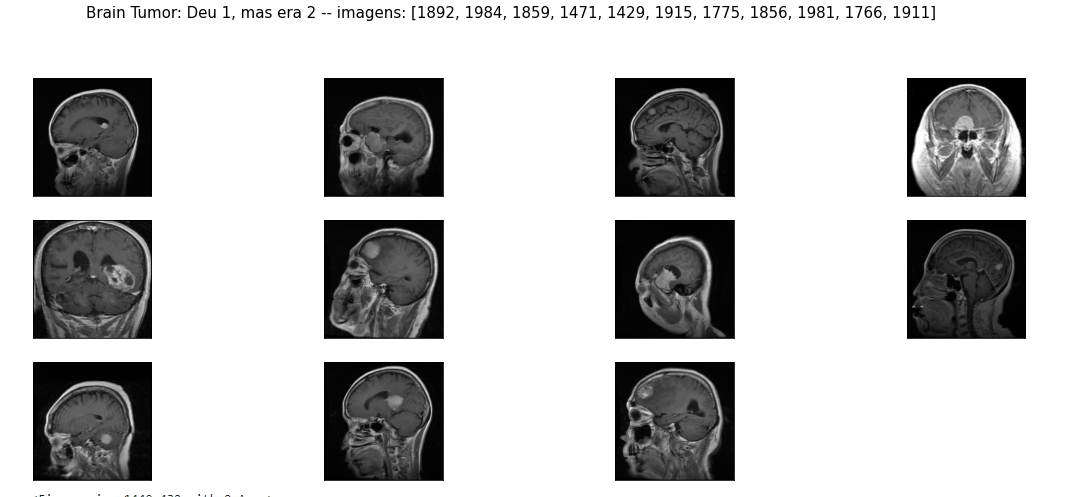 Brain Tumor: Deu 1, mas era 2 -- imagens: [1892, 1984, 1859, 1471, 1429, 1915, 1775, 1856, 1981, 1766, 1911]